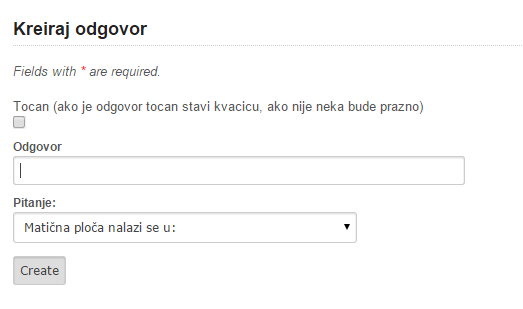 Kreiraj odgovor
Fields with * are required.
Tocan (ako je odgovor tocan stavi kvacicu, ako nije neka bude prazno)
Odgovor
Pitanje:
Matična ploča nalazi se u:
Create